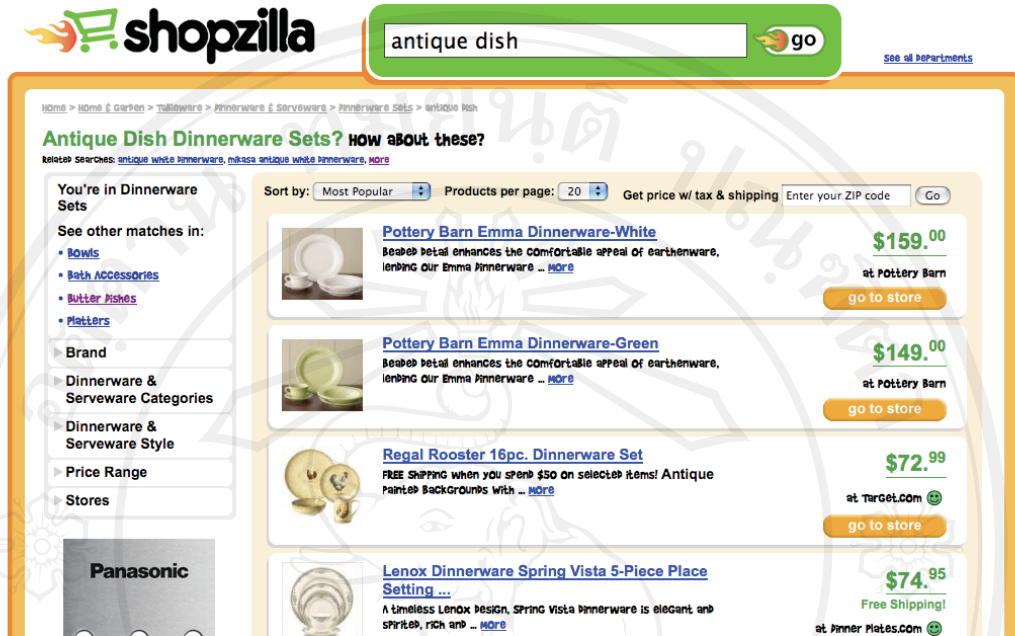 shopzilla
antique dish
go
See all Departments
Home > Home & Garden > Tableware > Dinnerware & Serveware > Dinnerware Sets > antique dish
Antique Dish Dinnerware Sets? How about these?
Related Searches: antique white dinnerware, mikasa antique white dinnerware, More
You're in Dinnerware
Sets
See other matches in:
• Bowls
• Bath Accessories
• Butter Dishes
• Platters
Brand
Dinnerware &
Serveware Categories
Dinnerware &
Serveware Style
Price Range
Stores
Panasonic
Sort by: Most Popular Products per page: 20 Get price w/ tax & shipping Enter your ZIP code Go
Pottery Barn Emma Dinnerware-White
Beaded detail enhances the comfortable appeal of earthenware,
lending our Emma Dinnerware ... More
$159.00
at Pottery Barn
go to store
Pottery Barn Emma Dinnerware-Green
Beaded detail enhances the comfortable appeal of earthenware,
lending our Emma Dinnerware ... More
$149.00
at Pottery Barn
go to store
Regal Rooster 16pc. Dinnerware Set
FREE Shipping when you spend $50 on selected items! Antique
Painted Backgrounds with ... More
$72.99
at Target.com
go to store
Lenox Dinnerware Spring Vista 5-Piece Place
Setting ...
A timeless Lenox design, Spring Vista Dinnerware is elegant and
spirited, rich and ... More
$74.95
Free Shipping!
at Dinner Plates.com